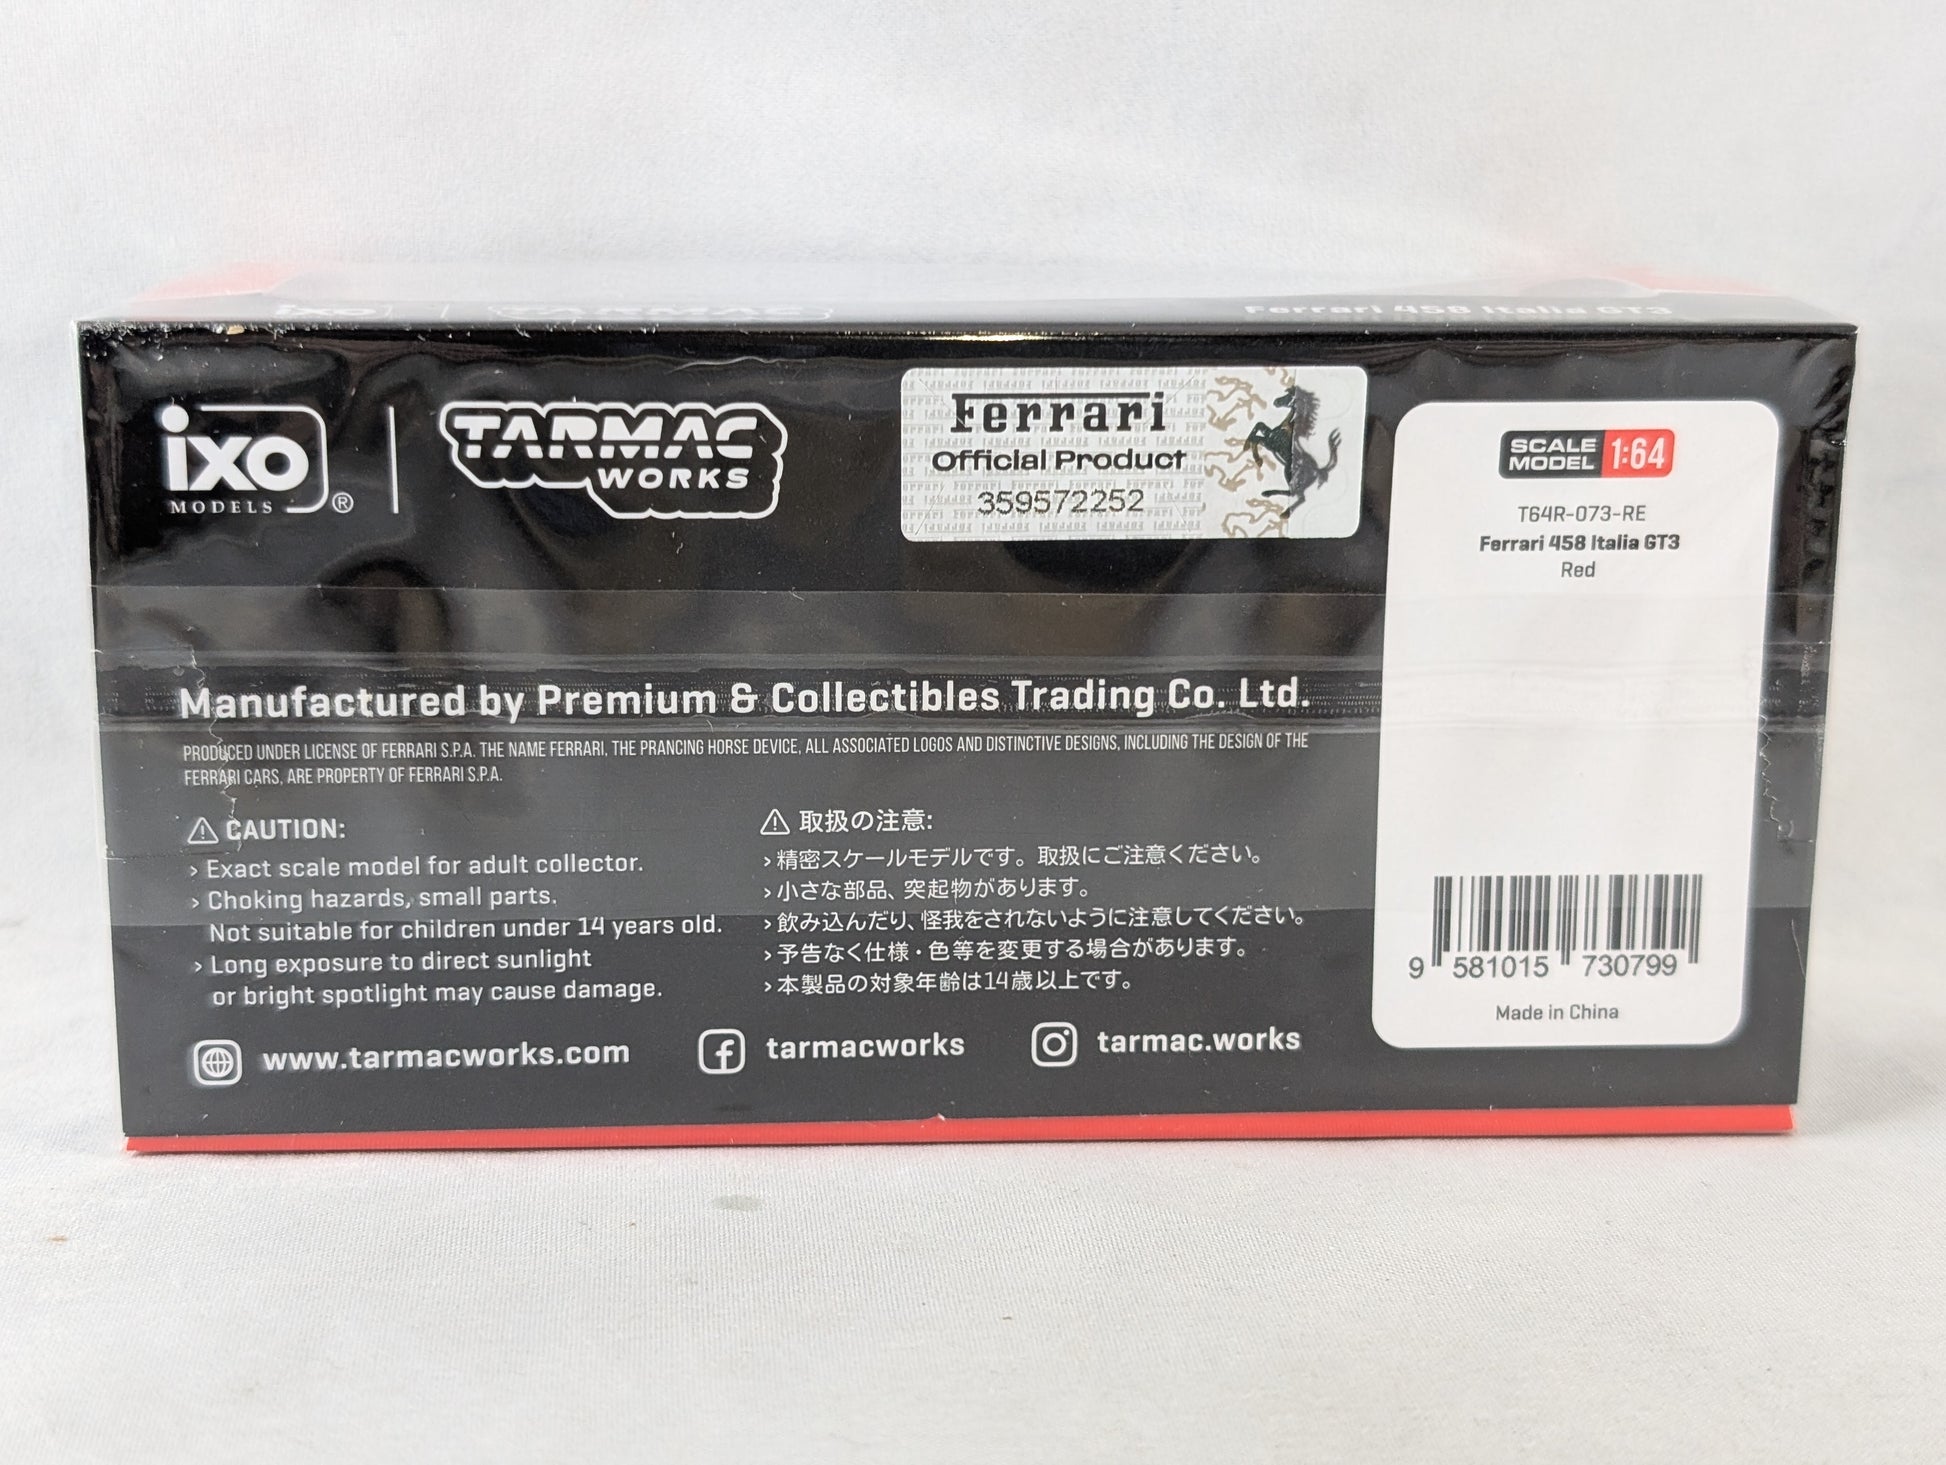 ixo
TARMAC
Ferrari 458 Italia GT3
ixo
MODELS
®
TARMAC
WORKS
Ferrari
Official Product
359572252
SCALE
MODEL 1:64
T64R-073-RE
Ferrari 458 Italia GT3
Red
Manufactured by Premium & Collectibles Trading Co. Ltd.
PRODUCED UNDER LICENSE OF FERRARI S.P.A. THE NAME FERRARI, THE PRANCING HORSE DEVICE, ALL ASSOCIATED LOGOS AND DISTINCTIVE DESIGNS, INCLUDING THE DESIGN OF THE
FERRARI CARS, ARE PROPERTY OF FERRARI S.P.A.
⚠ CAUTION:
› Exact scale model for adult collector.
› Choking hazards, small parts.
Not suitable for children under 14 years old.
› Long exposure to direct sunlight
or bright spotlight may cause damage.
⚠ 取扱の注意:
› 精密スケールモデルです。取扱にご注意ください。
› 小さな部品、突起物があります。
› 飲み込んだり、怪我をされないように注意してください。
› 予告なく仕様・色等を変更する場合があります。
› 本製品の対象年齢は14歳以上です。
www.tarmacworks.com
tarmacworks
tarmac.works
9 581015 730799
Made in China